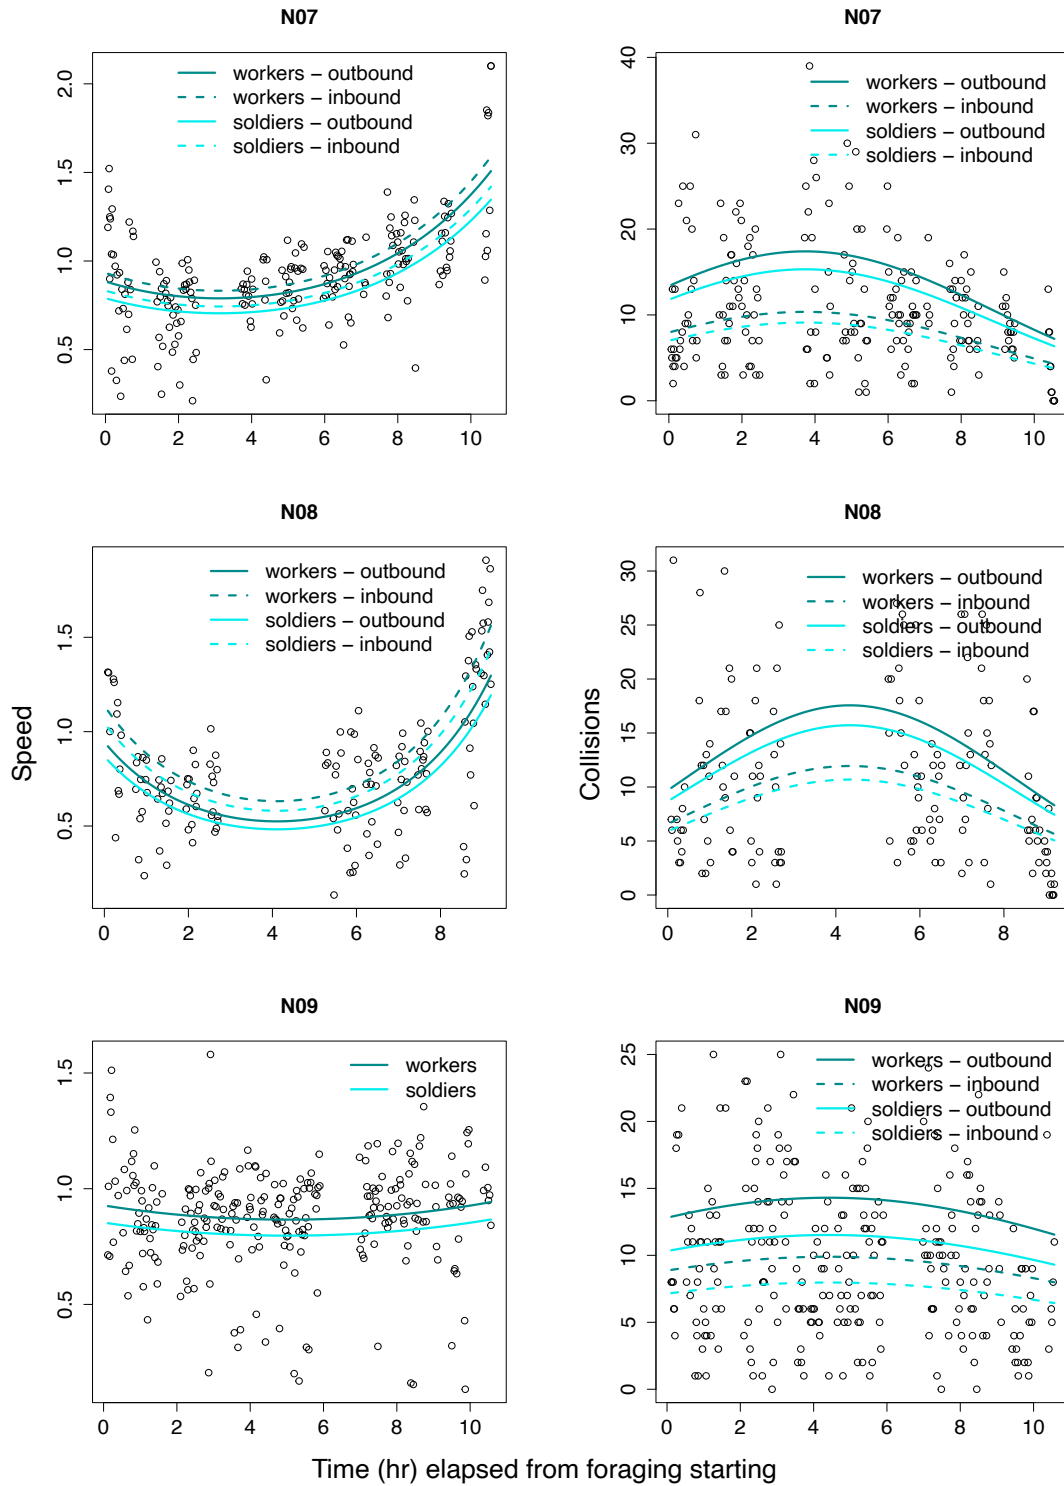 N07
workers – outbound
workers – inbound
soldiers – outbound
soldiers – inbound
0.5 1.0 1.5 2.0
0 2 4 6 8 10
N07
workers – outbound
workers – inbound
soldiers – outbound
soldiers – inbound
0 10 20 30 40
0 2 4 6 8 10
N08
workers – outbound
workers – inbound
soldiers – outbound
soldiers – inbound
Speed
0.5 1.0 1.5
0 2 4 6 8
N08
workers – outbound
workers – inbound
soldiers – outbound
soldiers – inbound
Collisions
0 5 10 15 20 25 30
0 2 4 6 8
N09
workers
soldiers
0.5 1.0 1.5
0 2 4 6 8 10
N09
workers – outbound
workers – inbound
soldiers – outbound
soldiers – inbound
0 5 10 15 20 25
0 2 4 6 8 10
Time (hr) elapsed from foraging starting